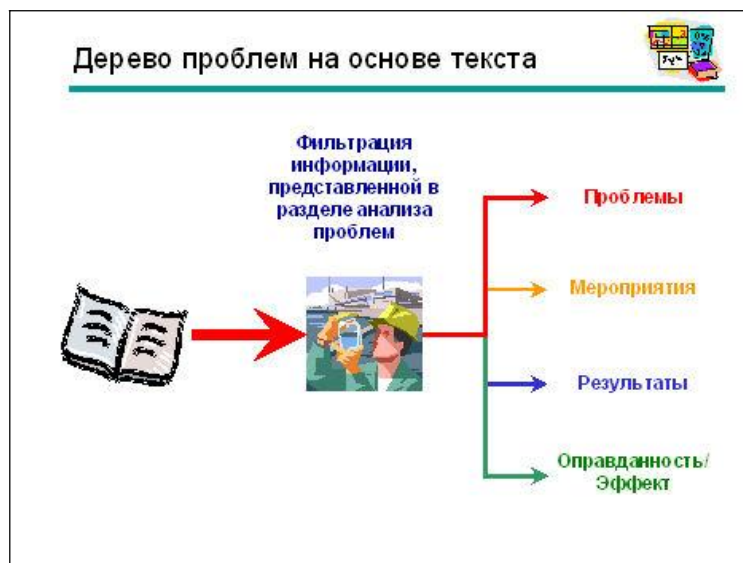 Дерево проблем на основе текста
Фильтрация
информации,
представленной в
разделе анализа
проблем
Проблемы
Мероприятия
Результаты
Оправданность/
Эффект